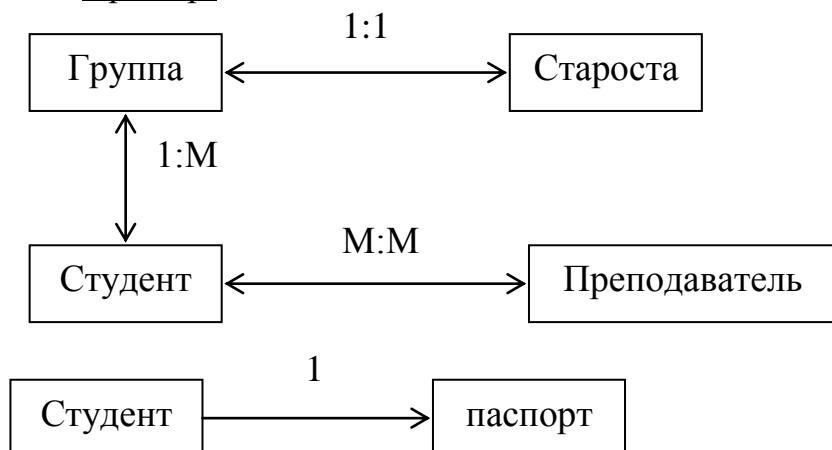 1:1
Группа
Староста
1:М
М:М
Студент
Преподаватель
1
Студент
паспорт